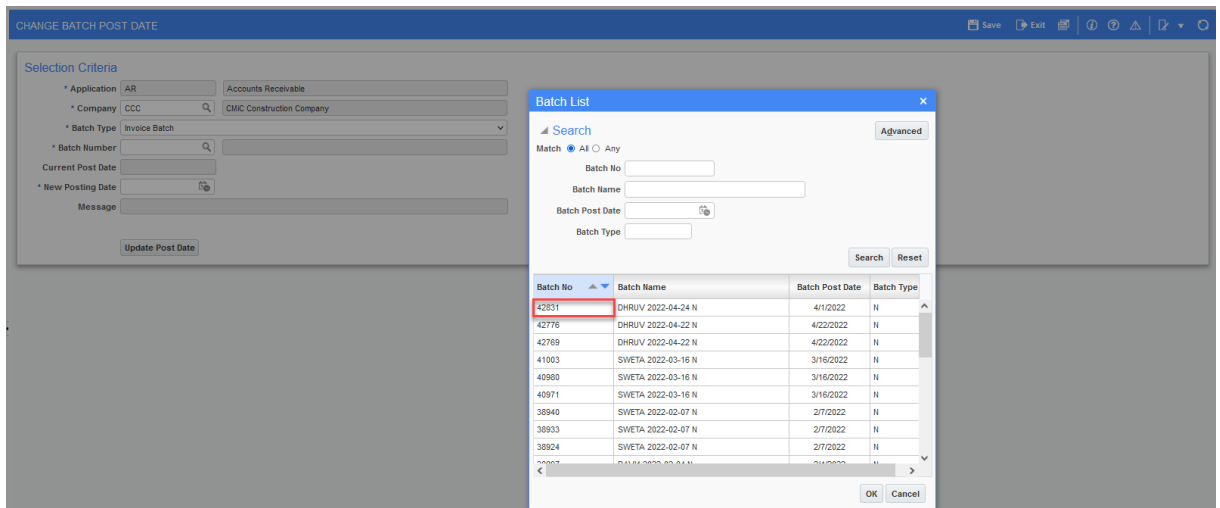 CHANGE BATCH POST DATE
Save Exit
Selection Criteria
* Application AR Accounts Receivable
* Company CCC CMiC Construction Company
* Batch Type Invoice Batch
* Batch Number
Current Post Date
* New Posting Date
Message
Update Post Date
Batch List
Search Advanced
Match All Any
Batch No
Batch Name
Batch Post Date
Batch Type
Search Reset
Batch No Batch Name Batch Post Date Batch Type
42831 DHRUV 2022-04-24 N 4/1/2022 N
42776 DHRUV 2022-04-22 N 4/22/2022 N
42769 DHRUV 2022-04-22 N 4/22/2022 N
41003 SWETA 2022-03-16 N 3/16/2022 N
40980 SWETA 2022-03-16 N 3/16/2022 N
40971 SWETA 2022-03-16 N 3/16/2022 N
38940 SWETA 2022-02-07 N 2/7/2022 N
38933 SWETA 2022-02-07 N 2/7/2022 N
38924 SWETA 2022-02-07 N 2/7/2022 N
OK Cancel